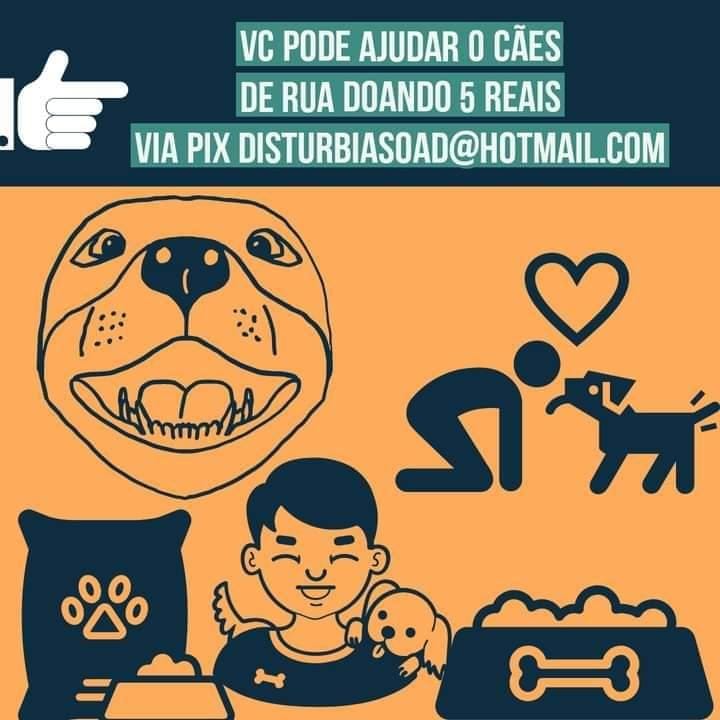 VC PODE AJUDAR O CÃES
DE RUA DOANDO 5 REAIS
VIA PIX DISTURBIASOAD@HOTMAIL.COM